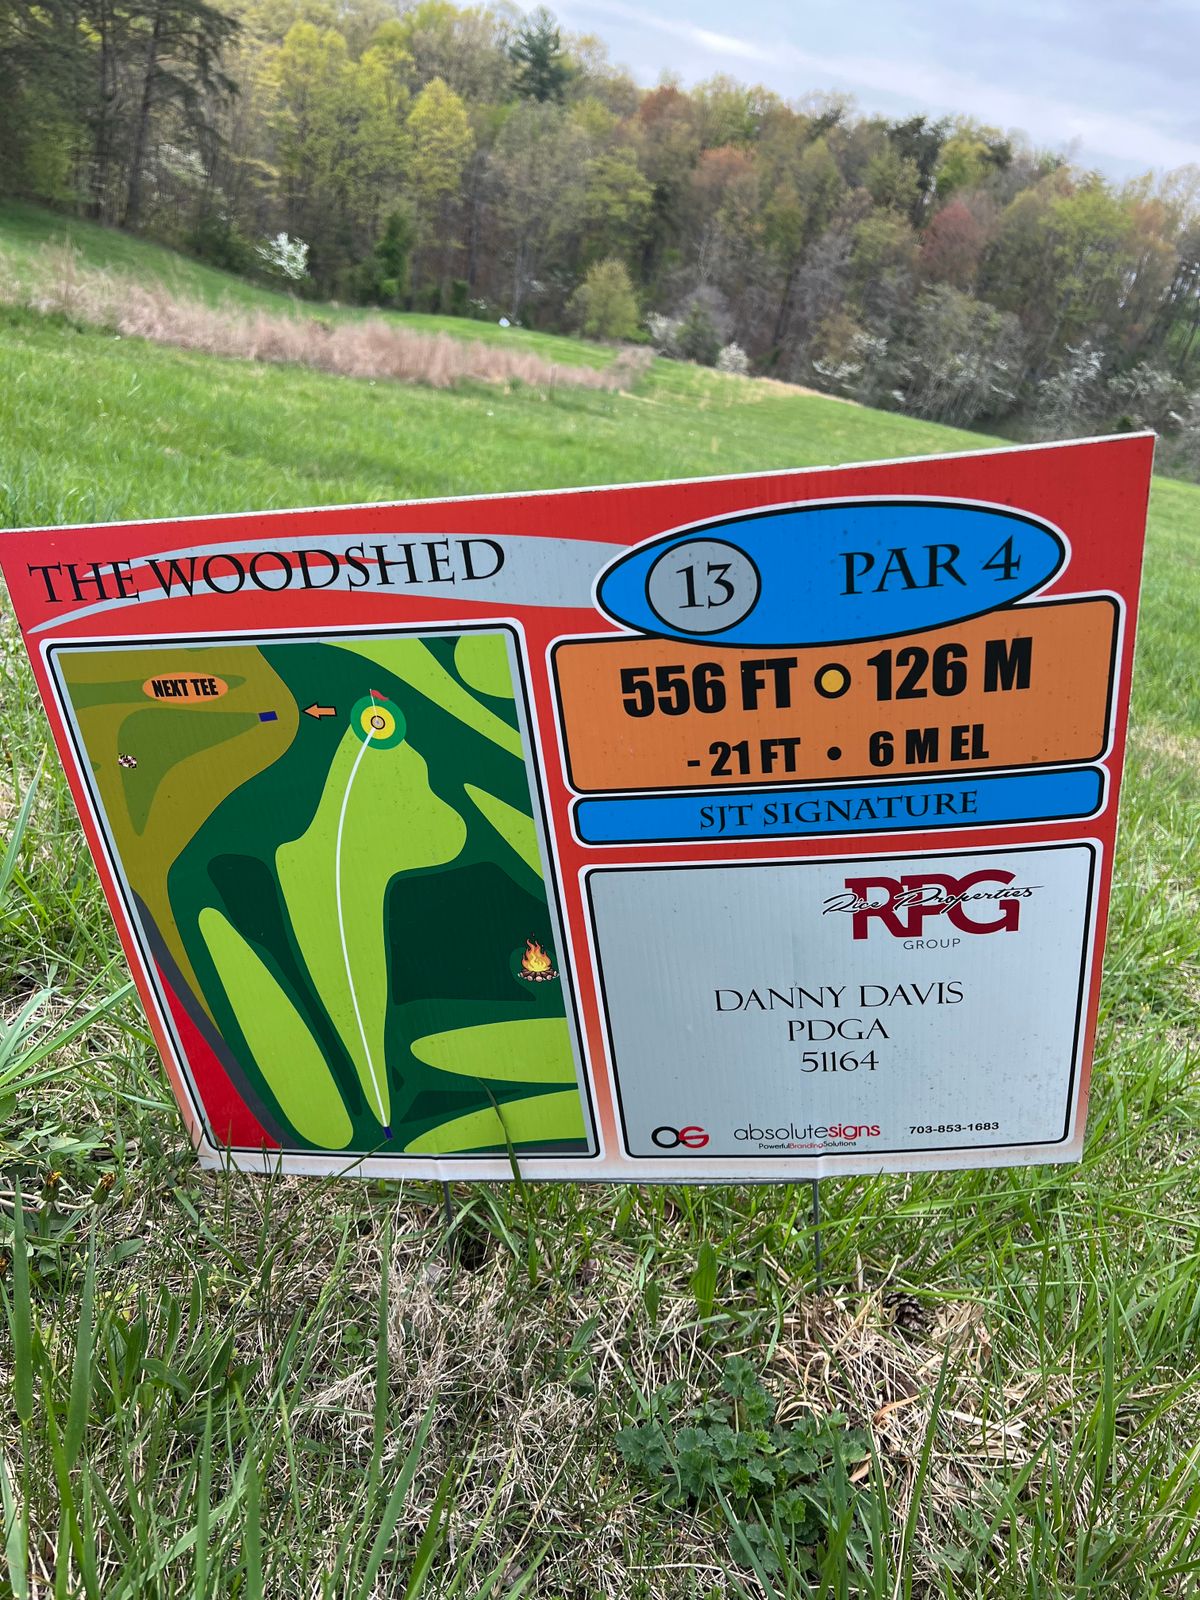 THE WOODSHED
13 PAR 4
556 FT 126 M
- 21 FT • 6 M EL
SJT SIGNATURE
NEXT TEE
RPG
Rice Properties
GROUP
DANNY DAVIS
PDGA
51164
OG absolutesigns 703-853-1683
PowerfulBrandingSolutions